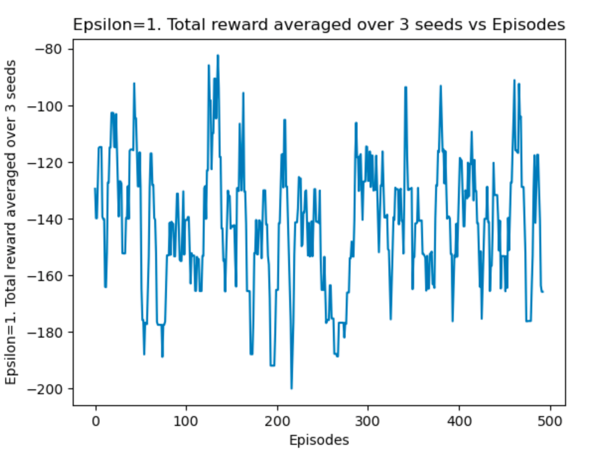 Epsilon=1. Total reward averaged over 3 seeds vs Episodes
Epsilon=1. Total reward averaged over 3 seeds
−80
−100
−120
−140
−160
−180
−200
0 100 200 300 400 500
Episodes